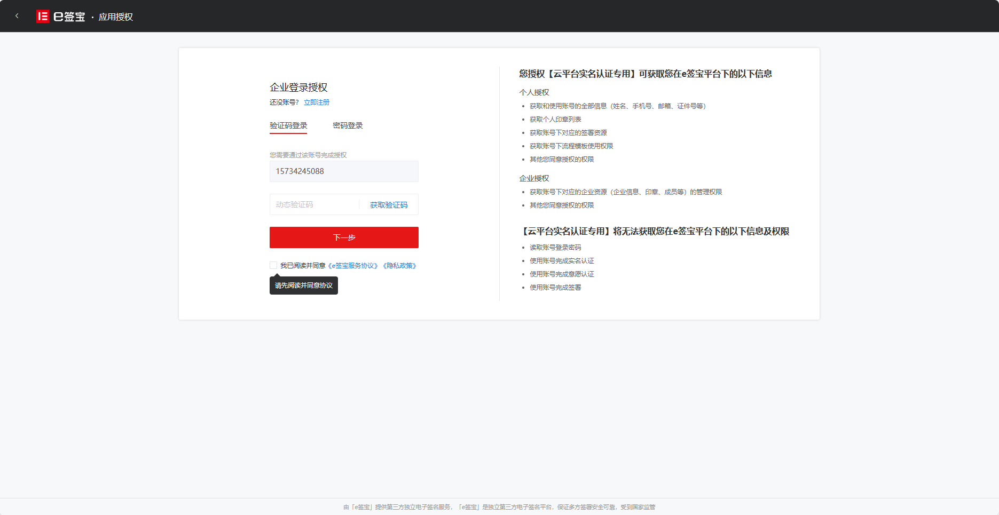 e签宝 · 应用授权
企业登录授权
还没账号? 立即注册
验证码登录 密码登录
您需要通过该账号完成授权
15734245088
动态验证码 获取验证码
下一步
我已阅读并同意《e签宝服务协议》《隐私政策》
请先阅读并同意协议
您授权【云平台实名认证专用】可获取您在e签宝平台下的以下信息
个人授权
• 获取和使用账号的全部信息（姓名、手机号、邮箱、证件号等）
• 获取个人印章列表
• 获取账号下对应的签署资源
• 获取账号下流程模板使用权限
• 其他您同意授权的权限
企业授权
• 获取账号下对应的企业资源（企业信息、印章、成员等）的管理权限
• 其他您同意授权的权限
【云平台实名认证专用】将无法获取您在e签宝平台下的以下信息及权限
• 读取账号登录密码
• 使用账号完成实名认证
• 使用账号完成意愿认证
• 使用账号完成签署
由「e签宝」提供第三方独立电子签名服务，「e签宝」是独立第三方电子签名平台，保证多方签署安全可靠，受到国家监管